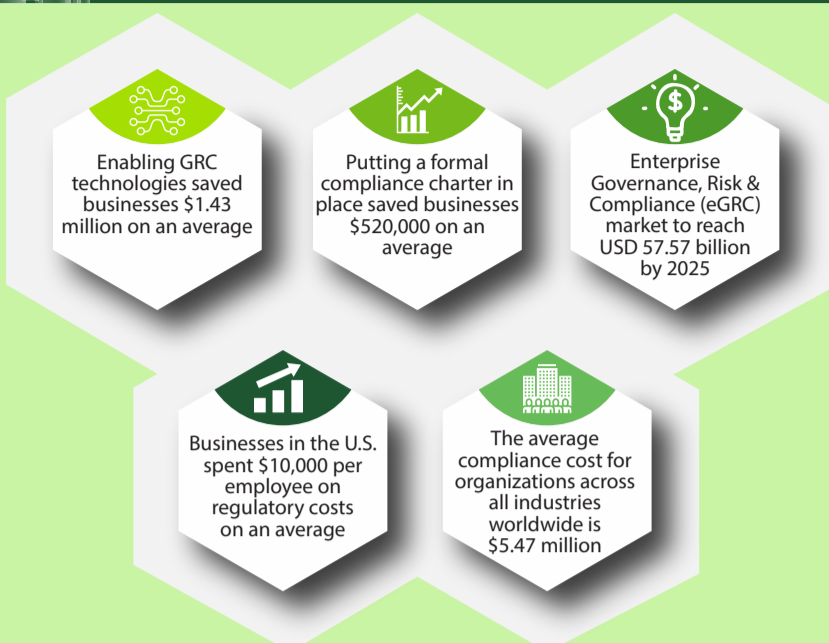 Enabling GRC
technologies saved
businesses $1.43
million on an average
Putting a formal
compliance charter in
place saved businesses
$520,000 on an
average
$
Enterprise
Governance, Risk &
Compliance (eGRC)
market to reach
USD 57.57 billion
by 2025
Businesses in the U.S.
spent $10,000 per
employee on
regulatory costs
on an average
The average
compliance cost for
organizations across
all industries
worldwide is
$5.47 million